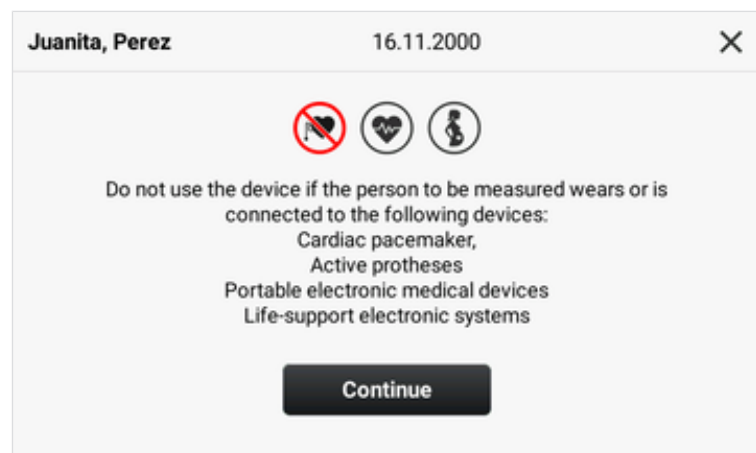 Juanita, Perez 16.11.2000
Do not use the device if the person to be measured wears or is
connected to the following devices:
Cardiac pacemaker,
Active protheses
Portable electronic medical devices
Life-support electronic systems
Continue